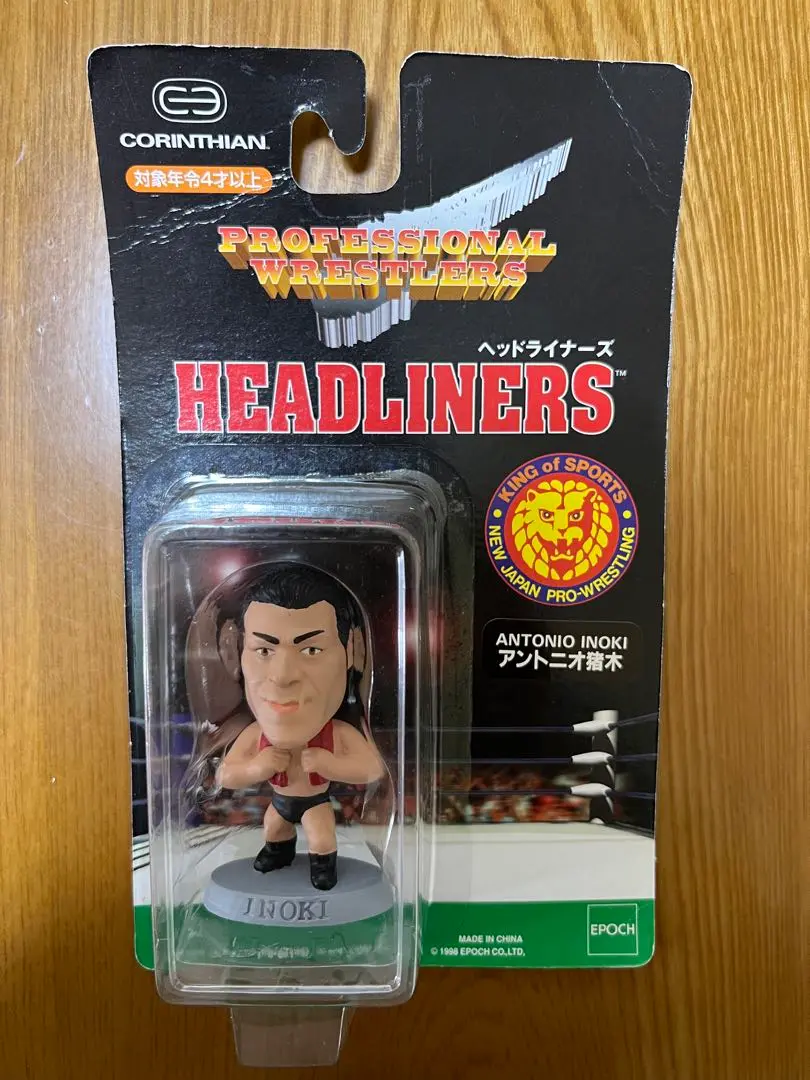 CORINTHIAN
対象年令4才以上
PROFESSIONAL
WRESTLERS
ヘッドライナーズ
HEADLINERS™
KING of SPORTS
NEW JAPAN PRO-WRESTLING
ANTONIO INOKI
アントニオ猪木
INOKI
MADE IN CHINA
© 1998 EPOCH CO.,LTD.
EPOCH